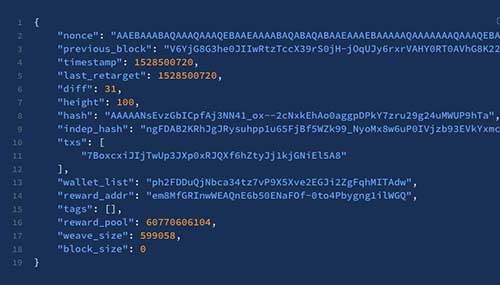 1 {
2 "nonce": "AAEBAAABAQAAAQAAAQEBAAEAAAABAQABAQABAAEAAAEBAAAAAQAAAAAAAQAAAQEBA
3 "previous_block": "V6YjG8G3he0JIIwRtzTccX39rS0jH-jOqUJy6rxrVAHY0RT0AVhG8K22
4 "timestamp": 1528500720,
5 "last_retarget": 1528500720,
6 "diff": 31,
7 "height": 100,
8 "hash": "AAAAANsEvzGbICpfAj3NN41_ox--2cNxkEhAo0aggpDPkY7zru29g24uMWUP9hTa",
9 "indep_hash": "ngFDAB2KRhJgJRysuhpp1u65FjBf5WZk99_NyoMx8w6uP0IVjzb93EVkYxmc
10 "txs": [
11 "7BoxcxiJIjTwUp3JXp0xRJQXf6hZtyJj1kjGNiEl5A8"
12 ],
13 "wallet_list": "ph2FDDuQjNbca34tz7vP9X5Xve2EGJi2ZgFqhMITAdw",
14 "reward_addr": "em8MfGRInwWEAQnE6b50ENaFOf-0to4Pbygng1ilWGQ",
15 "tags": [],
16 "reward_pool": 60770606104,
17 "weave_size": 599058,
18 "block_size": 0
19 }